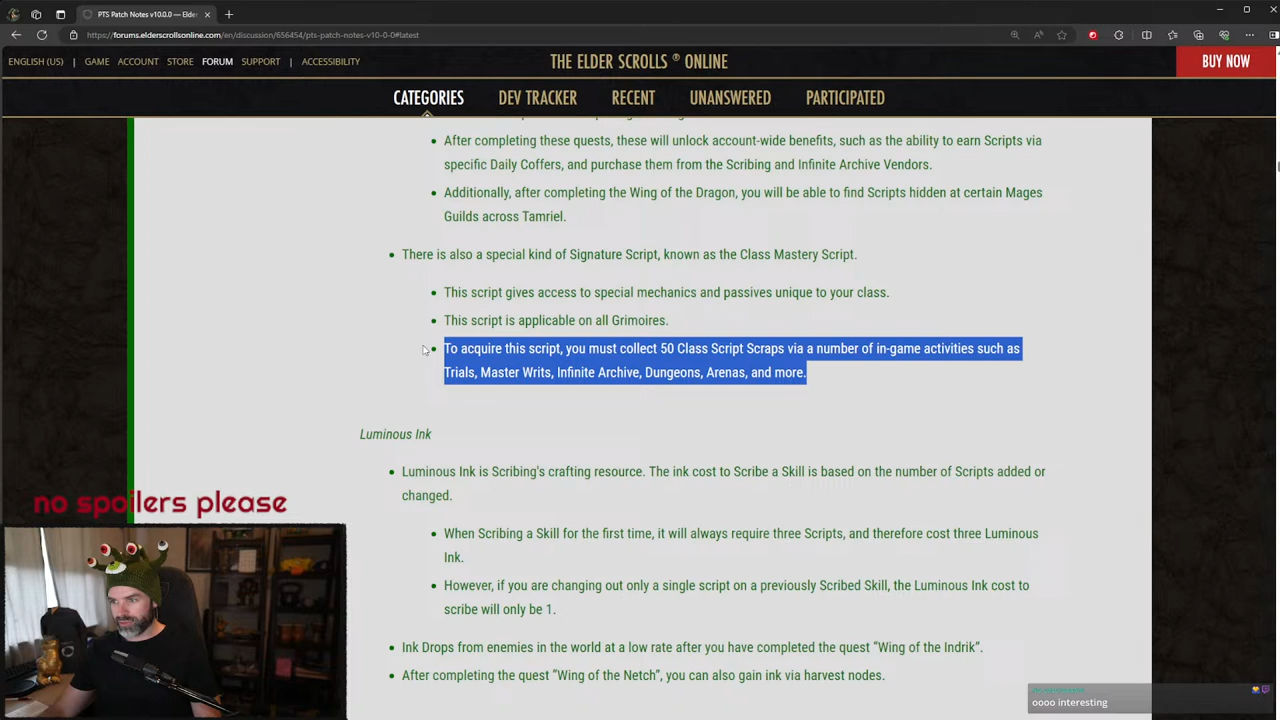 PTS Patch Notes v10.0.0 — Elder
https://forums.elderscrollsonline.com/en/discussion/656454/pts-patch-notes-v10-0-0#latest
ENGLISH (US) | GAME ACCOUNT STORE FORUM SUPPORT | ACCESSIBILITY
THE ELDER SCROLLS ® ONLINE
BUY NOW
CATEGORIES DEV TRACKER RECENT UNANSWERED PARTICIPATED
After completing these quests, these will unlock account-wide benefits, such as the ability to earn Scripts via
specific Daily Coffers, and purchase them from the Scribing and Infinite Archive Vendors.
Additionally, after completing the Wing of the Dragon, you will be able to find Scripts hidden at certain Mages
Guilds across Tamriel.
There is also a special kind of Signature Script, known as the Class Mastery Script.
This script gives access to special mechanics and passives unique to your class.
This script is applicable on all Grimoires.
To acquire this script, you must collect 50 Class Script Scraps via a number of in-game activities such as
Trials, Master Writs, Infinite Archive, Dungeons, Arenas, and more.
Luminous Ink
Luminous Ink is Scribing's crafting resource. The ink cost to Scribe a Skill is based on the number of Scripts added or
changed.
When Scribing a Skill for the first time, it will always require three Scripts, and therefore cost three Luminous
Ink.
However, if you are changing out only a single script on a previously Scribed Skill, the Luminous Ink cost to
scribe will only be 1.
Ink Drops from enemies in the world at a low rate after you have completed the quest “Wing of the Indrik”.
After completing the quest “Wing of the Netch”, you can also gain ink via harvest nodes.
no spoilers please
oooo interesting